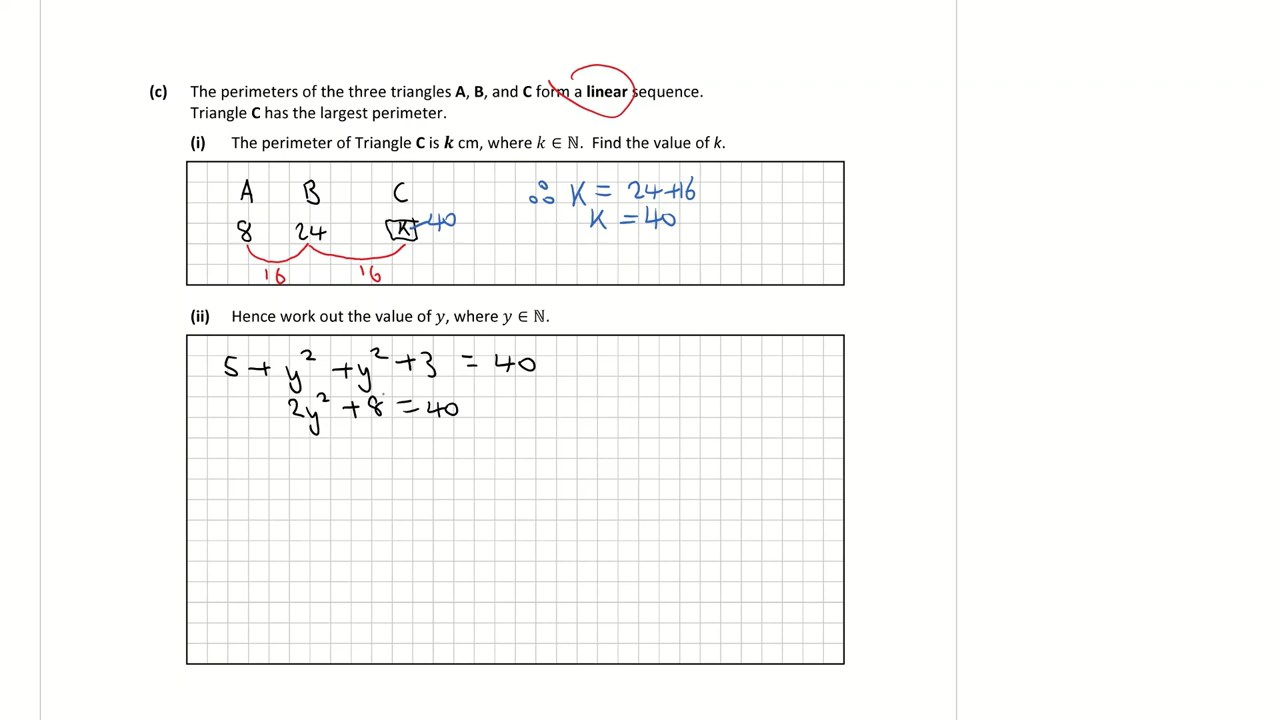 (c) The perimeters of the three triangles A, B, and C form a linear sequence.
Triangle C has the largest perimeter.
(i) The perimeter of Triangle C is k cm, where k ∈ ℕ. Find the value of k.
A B C
8 24 K 40
16 16
∴ K = 24+16
K = 40
(ii) Hence work out the value of y, where y ∈ ℕ.
5 + y² + y² + 3 = 40
2y² + 8 = 40